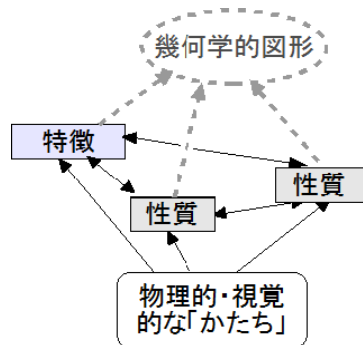 幾何学的図形
特徴
性質
性質
物理的・視覚
的な「かたち」